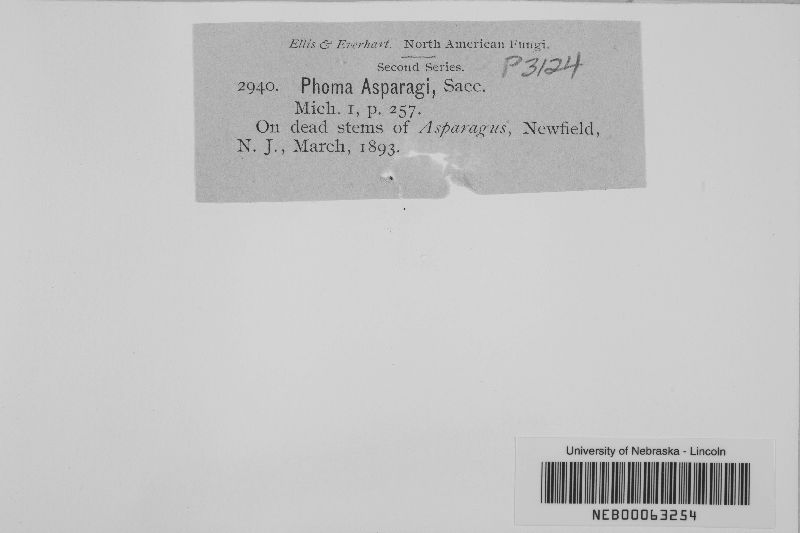 Ellis & Everhart. North American Fungi.
Second Series.
P3124
2940. Phoma Asparagi, Sacc.
Mich. I, p. 257.
On dead stems of Asparagus, Newfield,
N. J., March, 1893.
University of Nebraska - Lincoln
NEB00063254